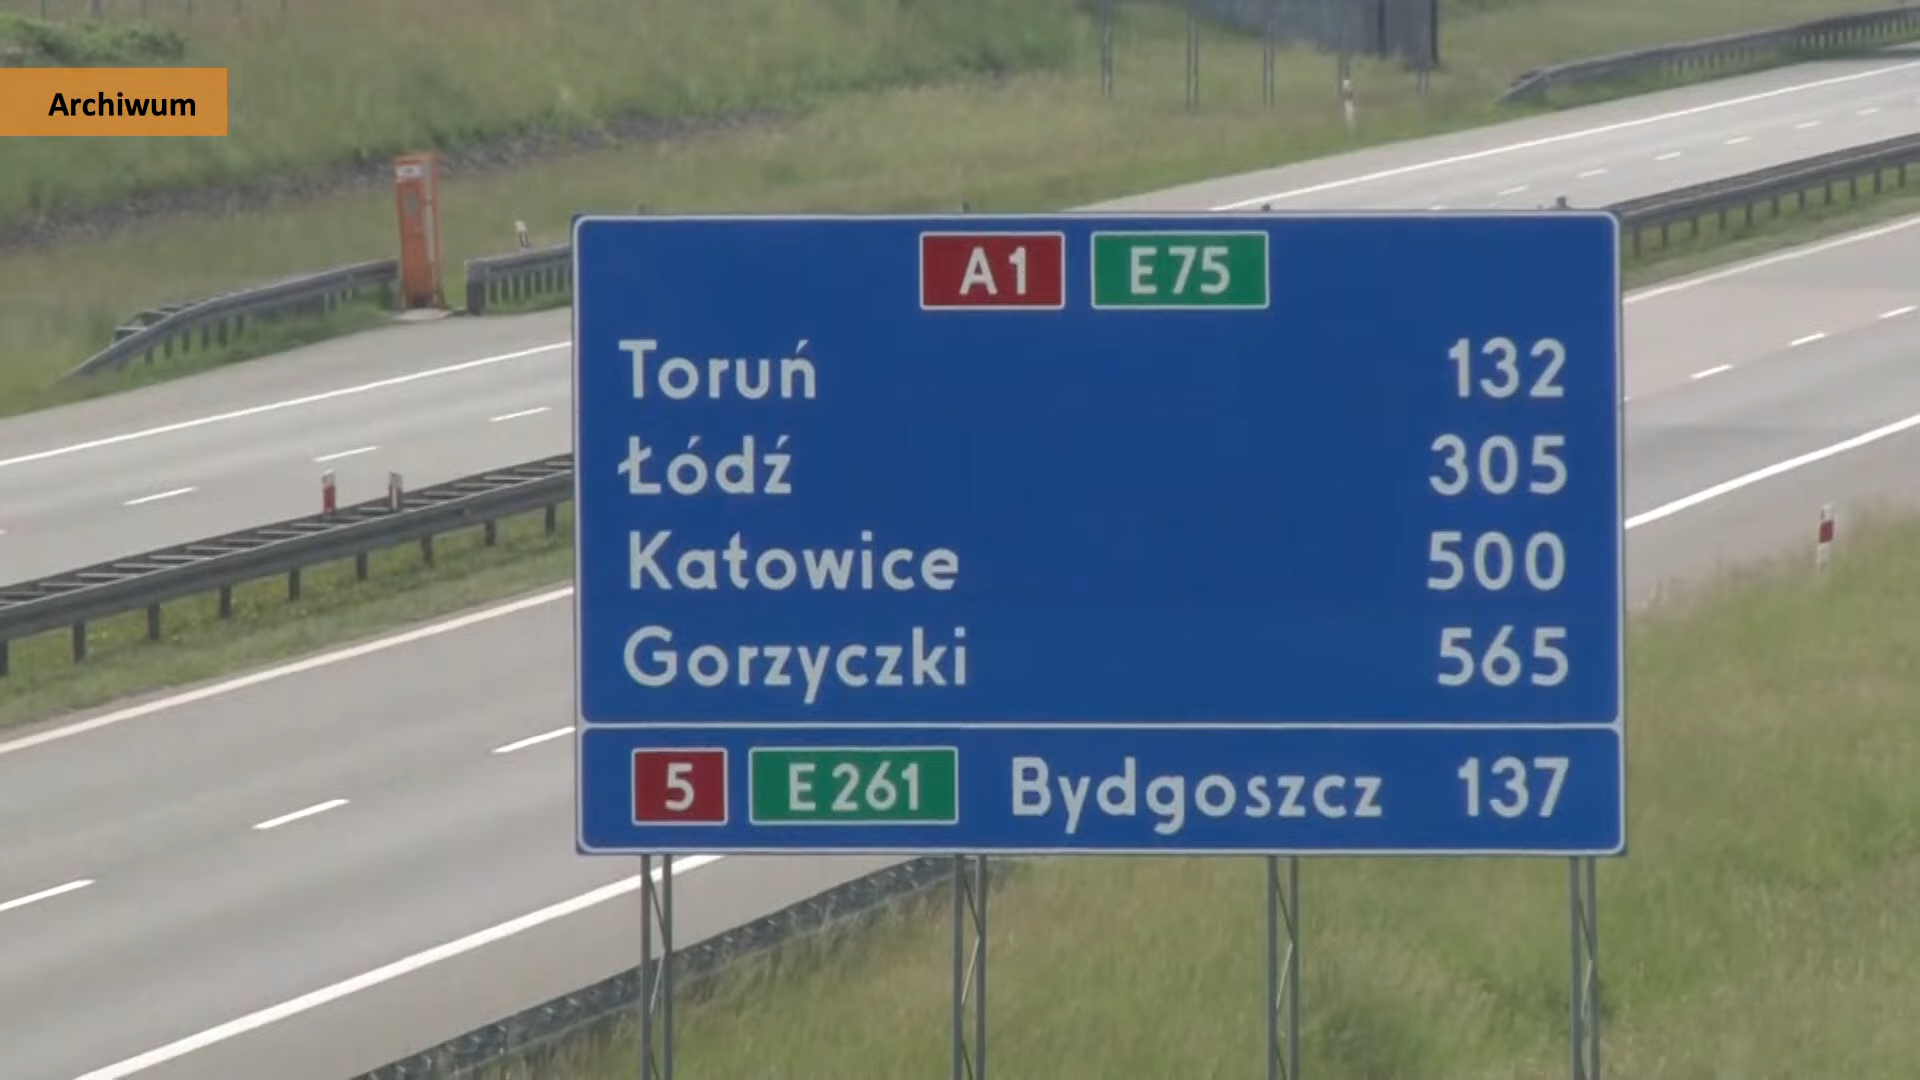 Archiwum
A1 E75
Toruń 132
Łódź 305
Katowice 500
Gorzyczki 565
5 E 261 Bydgoszcz 137